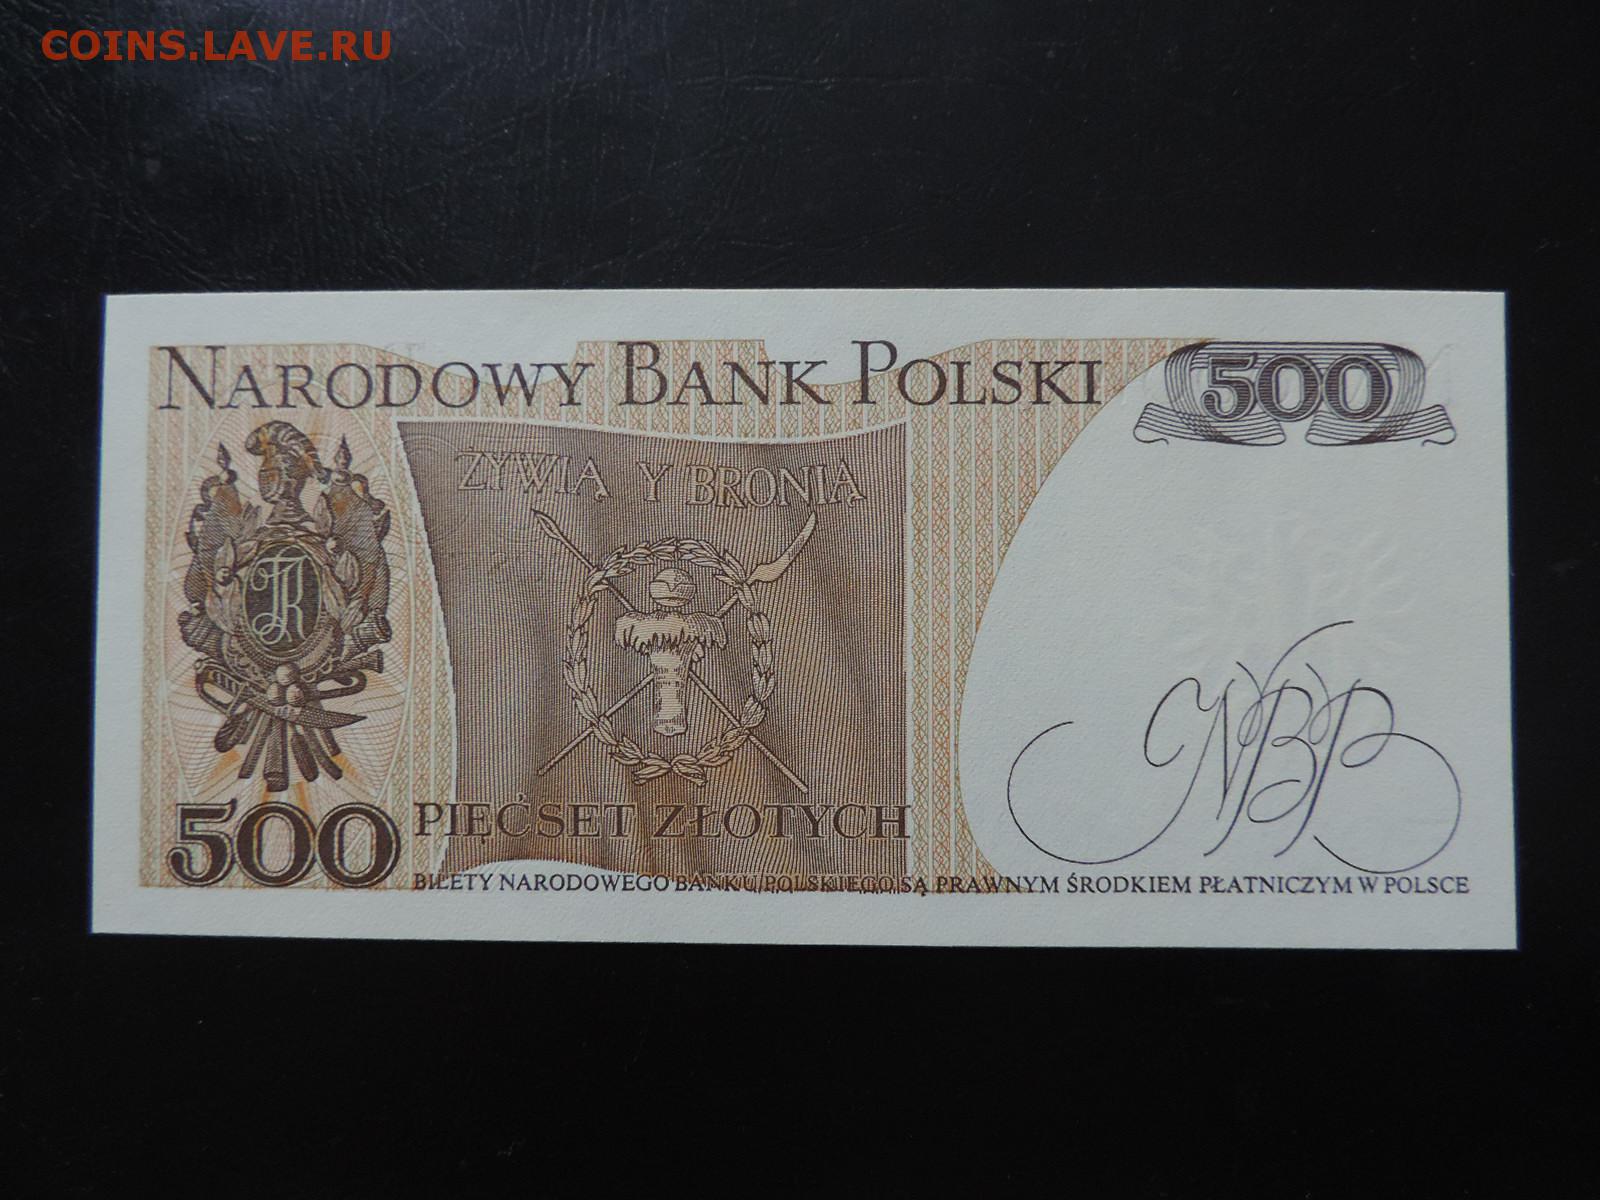 COINS.LAVE.RU
NARODOWY BANK POLSKI
500
ŻYWIĄ Y BRONIĄ
TK
NBP
500 PIĘĆSET ZŁOTYCH
BILETY NARODOWEGO BANKU POLSKIEGO SĄ PRAWNYM ŚRODKIEM PŁATNICZYM W POLSCE